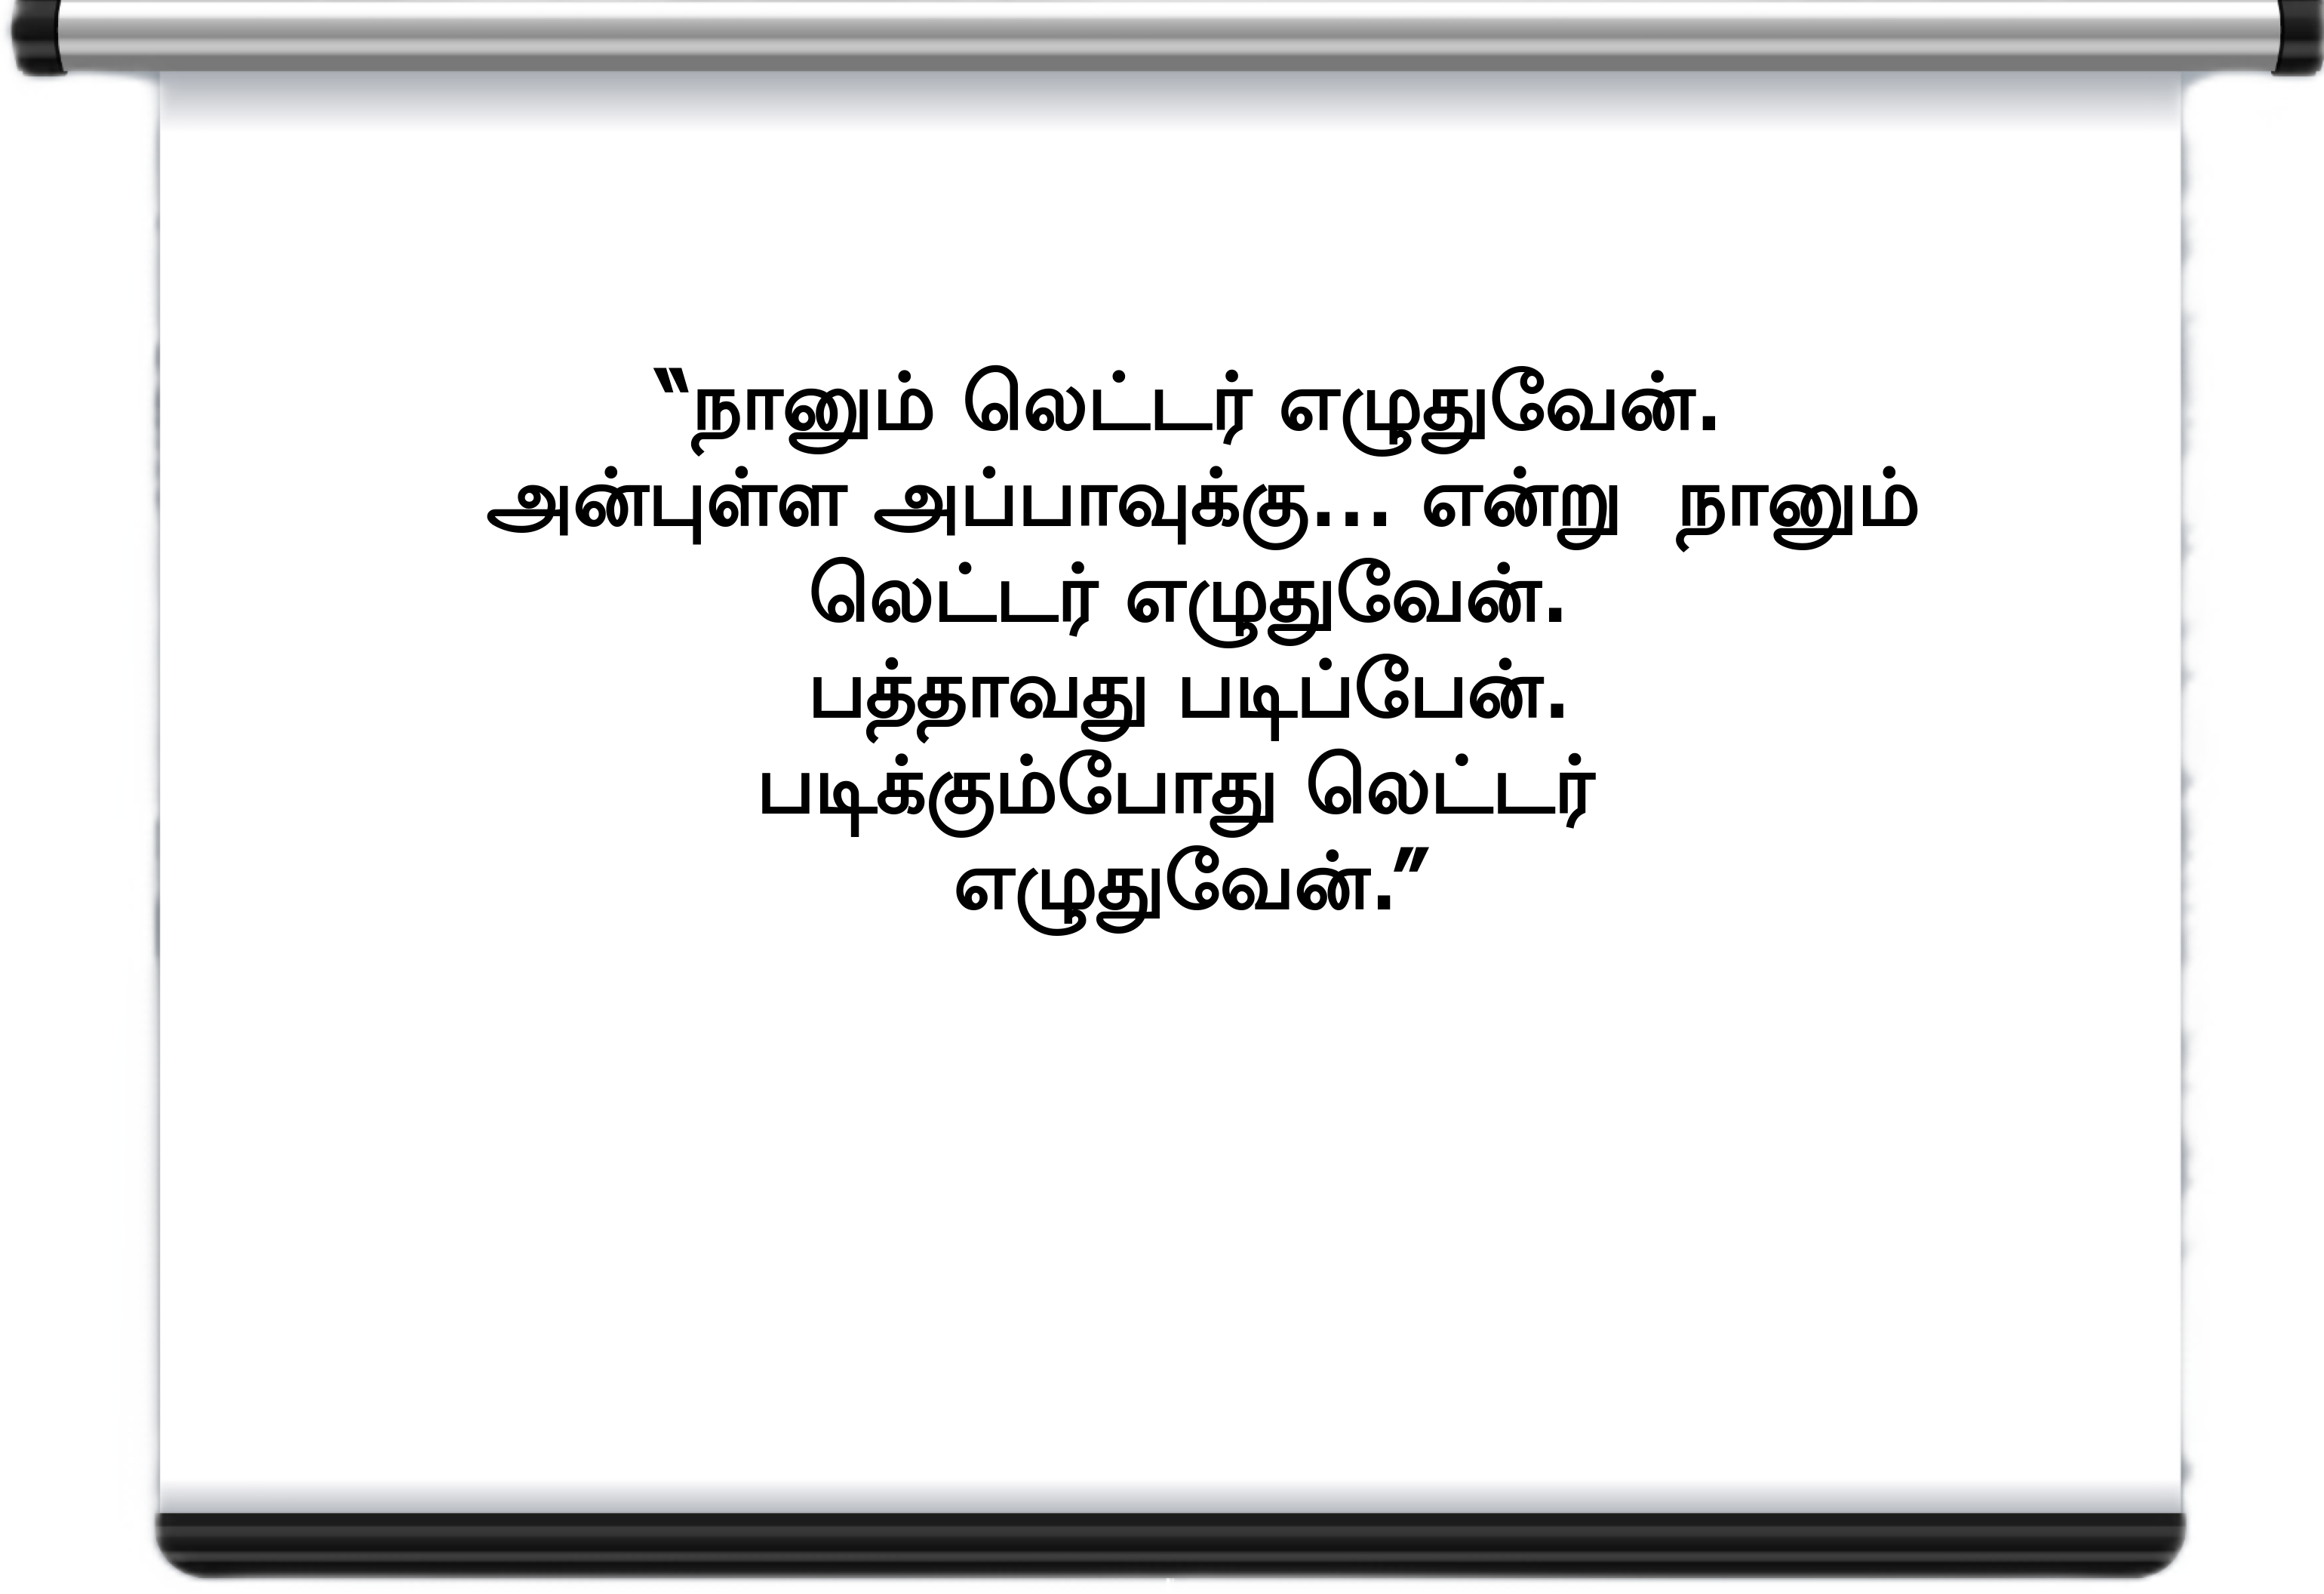 “நானும் லெட்டர் எழுதுவேன்.
அன்புள்ள அப்பாவுக்கு... என்று நானும்
லெட்டர் எழுதுவேன்.
பத்தாவது படிப்பேன்.
படிக்கும்போது லெட்டர்
எழுதுவேன்.”